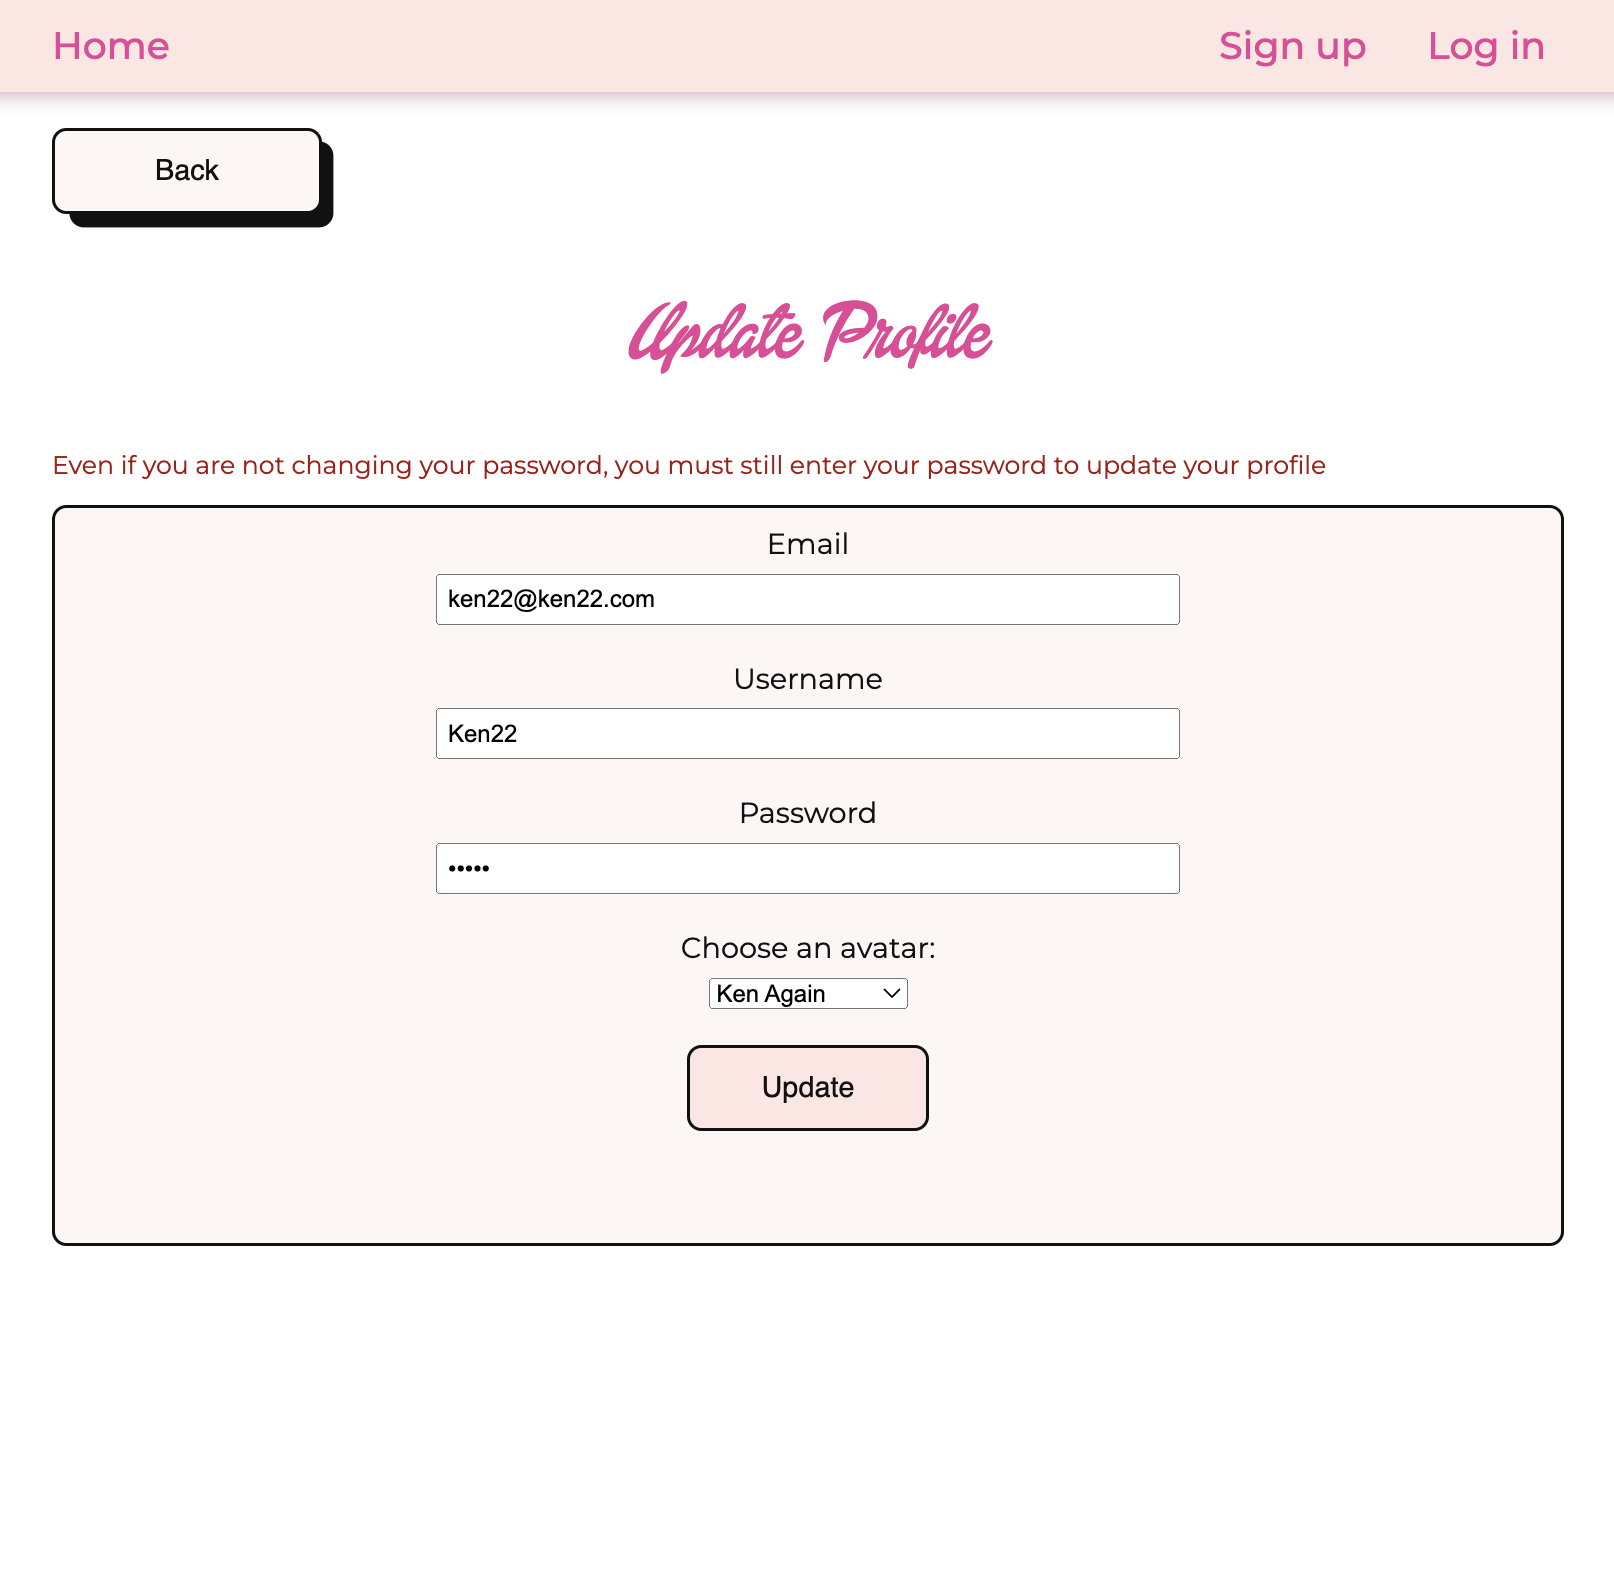 Home Sign up Log in
Back
Update Profile
Even if you are not changing your password, you must still enter your password to update your profile
Email
ken22@ken22.com
Username
Ken22
Password
•••••
Choose an avatar:
Ken Again
Update